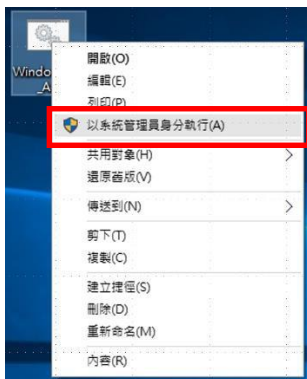 Windo
_A
開啟(O)
編輯(E)
列印(P)
以系統管理員身分執行(A)
共用對象(H)
還原舊版(V)
傳送到(N)
剪下(T)
複製(C)
建立捷徑(S)
刪除(D)
重新命名(M)
內容(R)